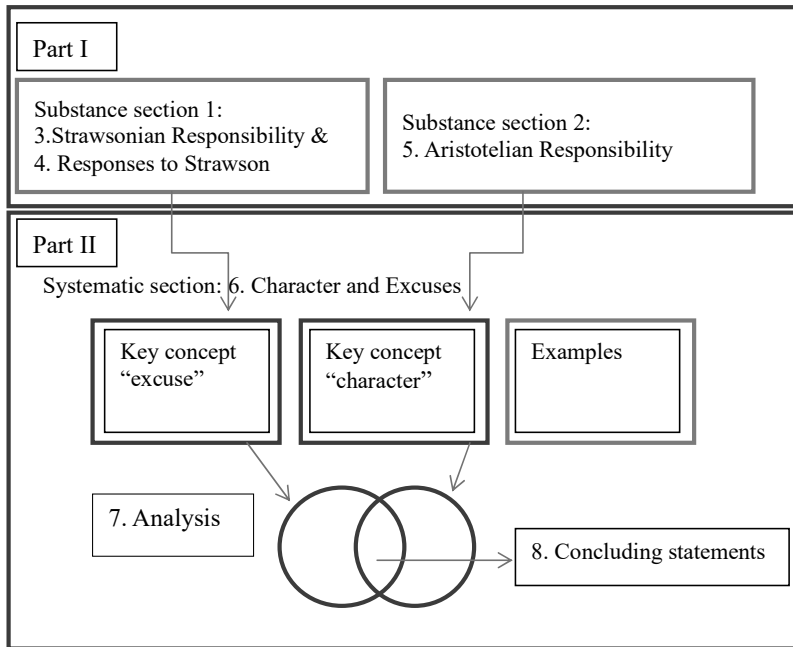 Part I
Substance section 1:
3.Strawsonian Responsibility &
4. Responses to Strawson
Substance section 2:
5. Aristotelian Responsibility
Part II
Systematic section: 6. Character and Excuses
Key concept
“excuse”
Key concept
“character”
Examples
7. Analysis
8. Concluding statements